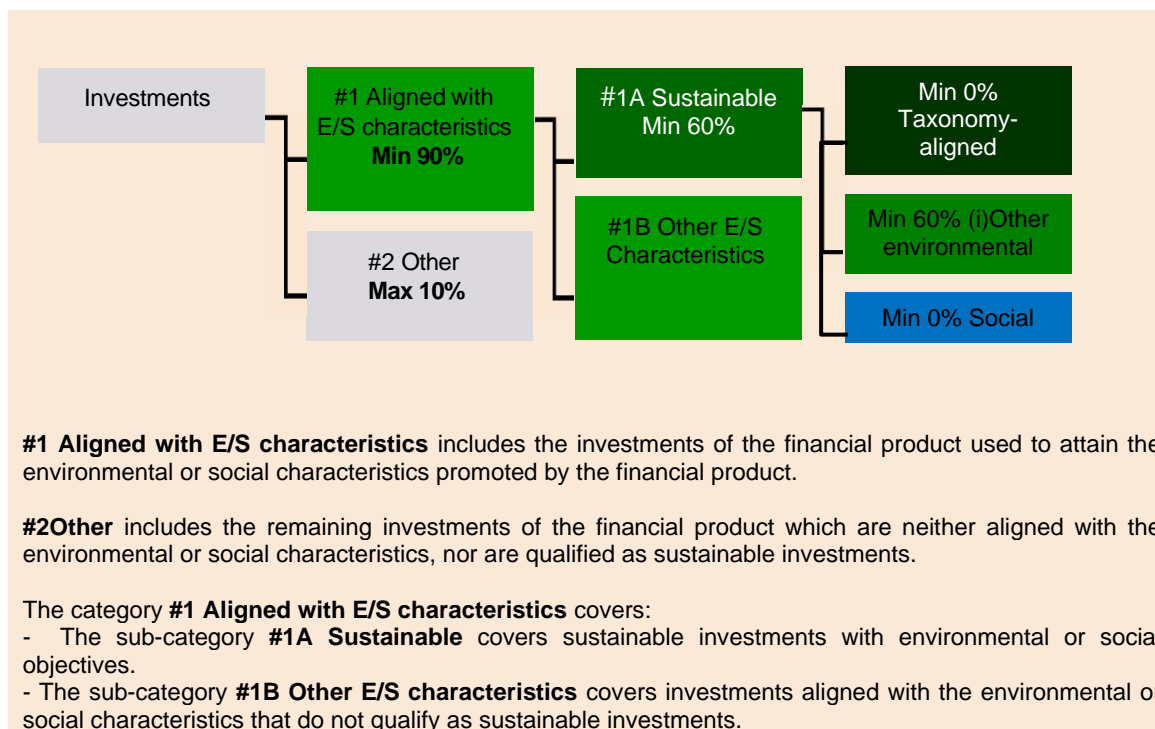 Investments
#1 Aligned with
E/S characteristics
Min 90%
#2 Other
Max 10%
#1A Sustainable
Min 60%
#1B Other E/S
Characteristics
Min 0%
Taxonomy-
aligned
Min 60% (i)Other
environmental
Min 0% Social
#1 Aligned with E/S characteristics includes the investments of the financial product used to attain the
environmental or social characteristics promoted by the financial product.
#2Other includes the remaining investments of the financial product which are neither aligned with the
environmental or social characteristics, nor are qualified as sustainable investments.
The category #1 Aligned with E/S characteristics covers:
- The sub-category #1A Sustainable covers sustainable investments with environmental or social
objectives.
- The sub-category #1B Other E/S characteristics covers investments aligned with the environmental or
social characteristics that do not qualify as sustainable investments.